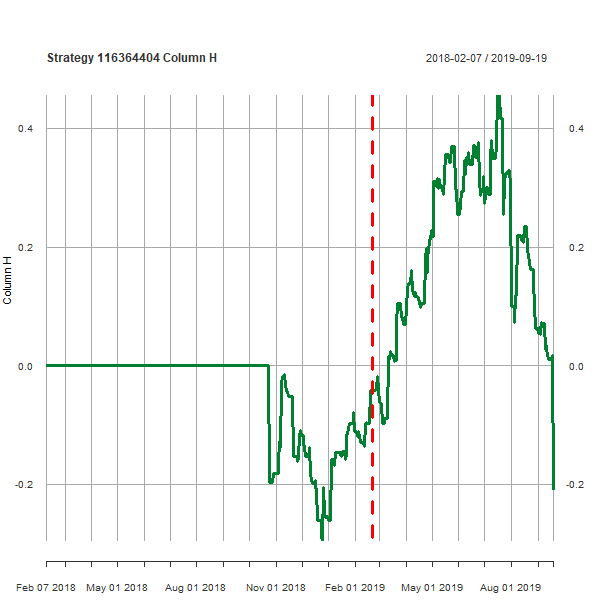 Strategy 116364404 Column H
2018-02-07 / 2019-09-19
0.4
0.4
0.2
0.2
0.0
0.0
-0.2
-0.2
Column H
Feb 07 2018
May 01 2018
Aug 01 2018
Nov 01 2018
Feb 01 2019
May 01 2019
Aug 01 2019